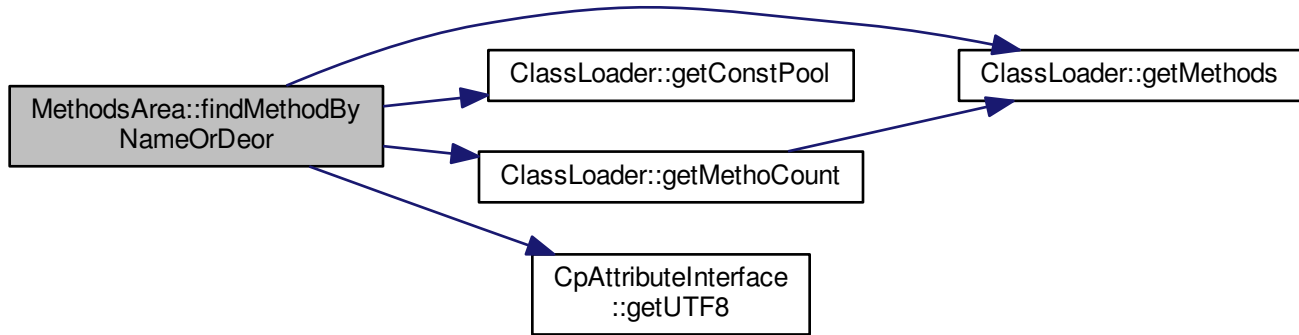 MethodsArea::findMethodBy
NameOrDeor
ClassLoader::getConstPool
ClassLoader::getMethods
ClassLoader::getMethoCount
CpAttributeInterface
::getUTF8